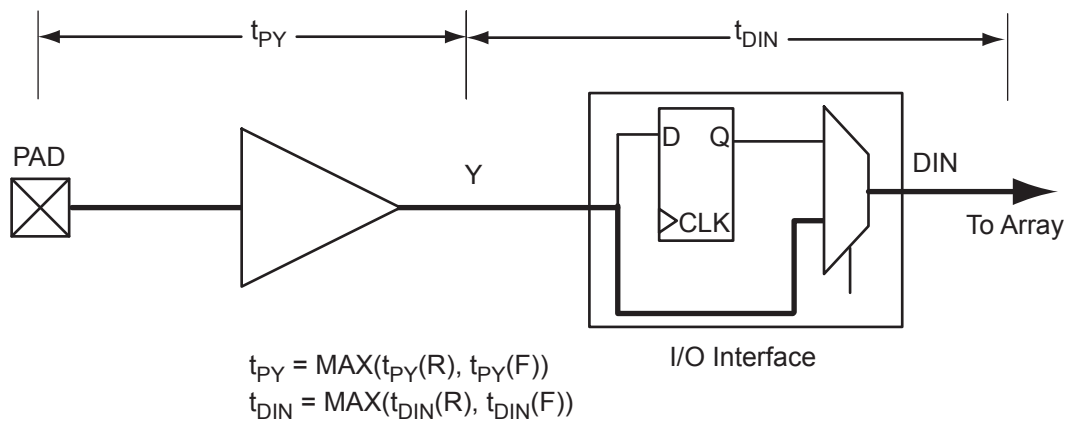 tPY
tDIN
PAD
Y
D
Q
CLK
DIN
To Array
I/O Interface
tPY = MAX(tPY(R), tPY(F))
tDIN = MAX(tDIN(R), tDIN(F))